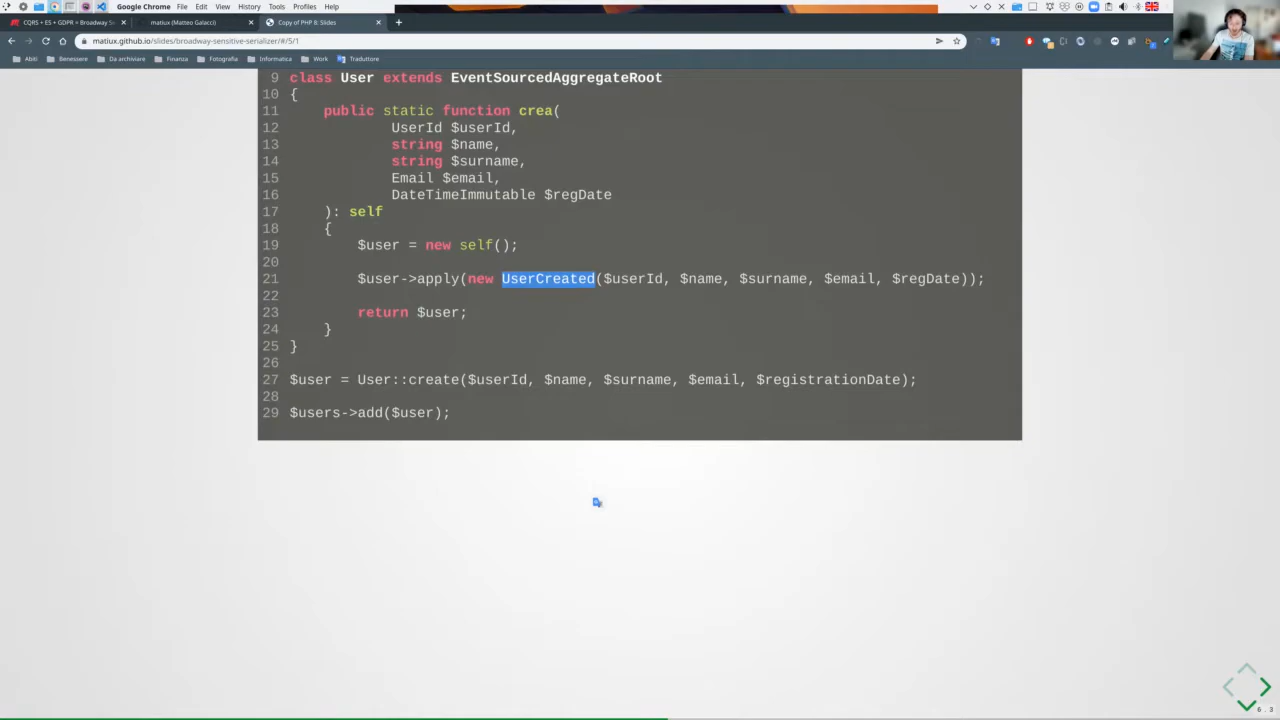 Google Chrome File Edit View History Tools Profiles Help
CQRS + ES + GDPR = Broadway S
matiux (Matteo Galacci)
Copy of PHP 8: Slides
matiux.github.io/slides/broadway-sensitive-serializer/#/5/1
Abiti Benessere Da archiviare Finanza Fotografia Informatica Work Traduttore
9 class User extends EventSourcedAggregateRoot
10 {
11 public static function crea(
12 UserId $userId,
13 string $name,
14 string $surname,
15 Email $email,
16 DateTimeImmutable $regDate
17 ): self
18 {
19 $user = new self();
20
21 $user->apply(new UserCreated($userId, $name, $surname, $email, $regDate));
22
23 return $user;
24 }
25 }
26
27 $user = User::create($userId, $name, $surname, $email, $registrationDate);
28
29 $users->add($user);
6.3